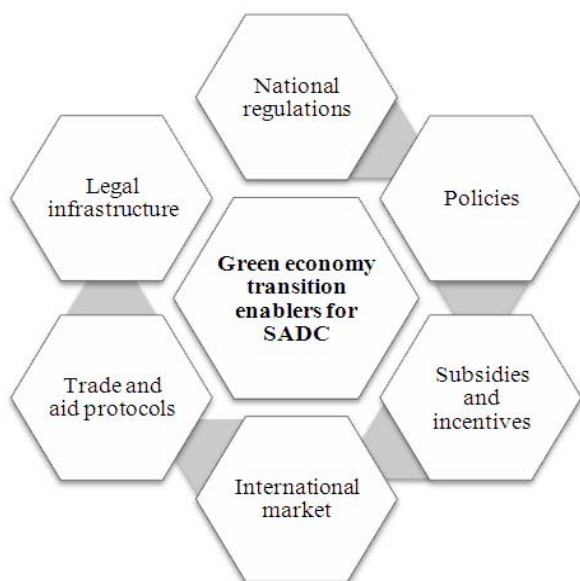 National
regulations
Legal
infrastructure
Policies
Green economy
transition
enablers for
SADC
Trade and
aid protocols
Subsidies
and
incentives
International
market